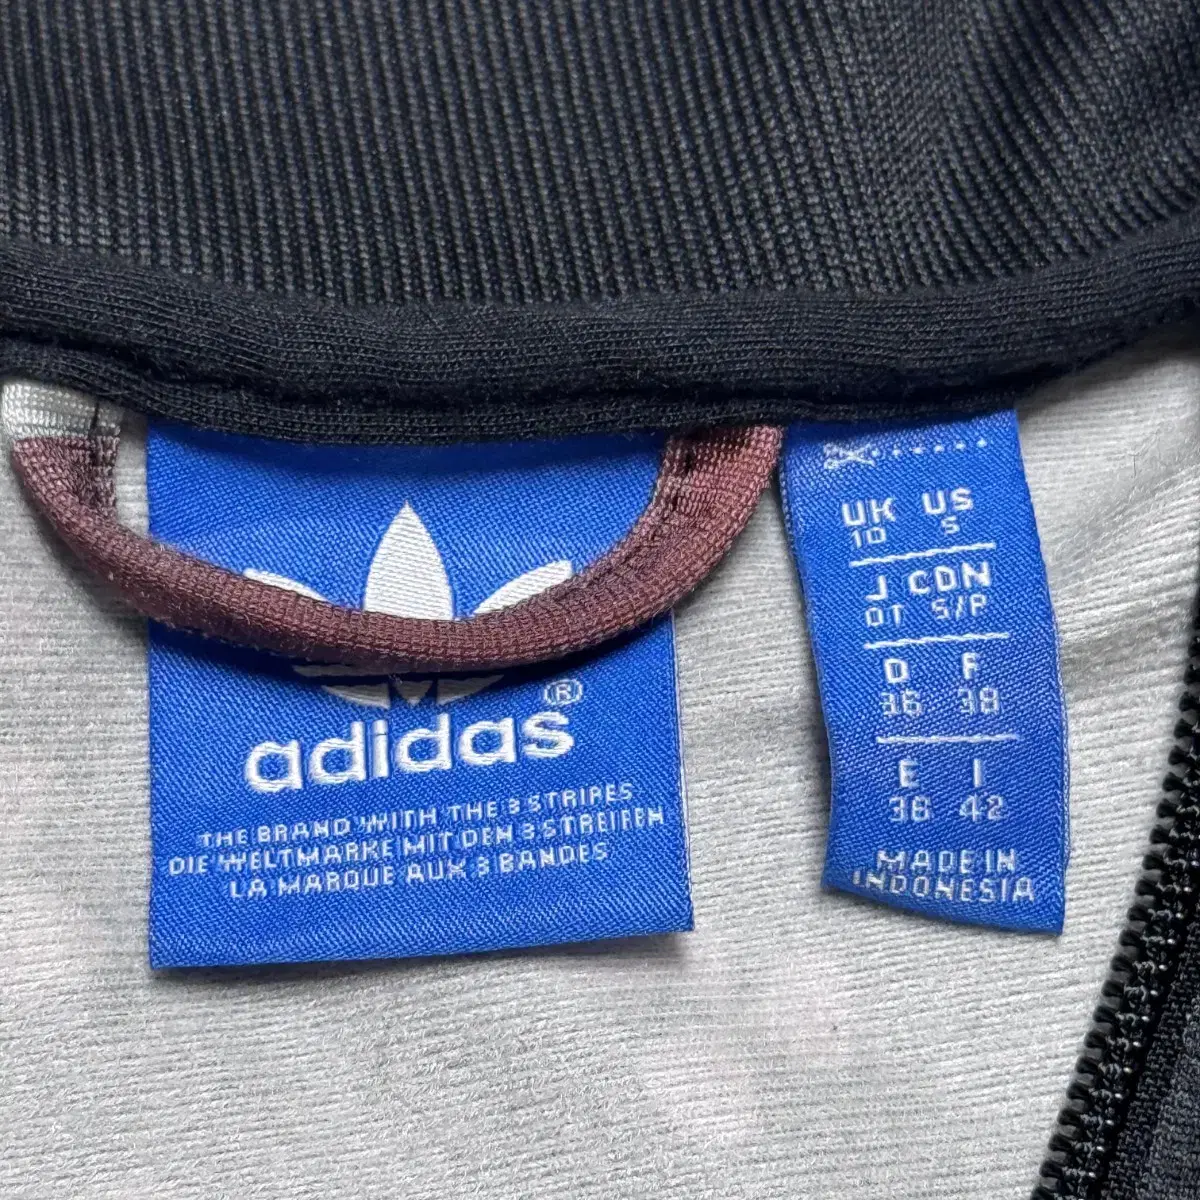 ®
adidas
THE BRAND WITH THE 3 STRIPES
DIE WELTMARKE MIT DEN 3 STREIFEN
LA MARQUE AUX 3 BANDES
UK US
10 S
J CDN
OT S/P
D F
36 38
E I
38 42
MADE IN
INDONESIA